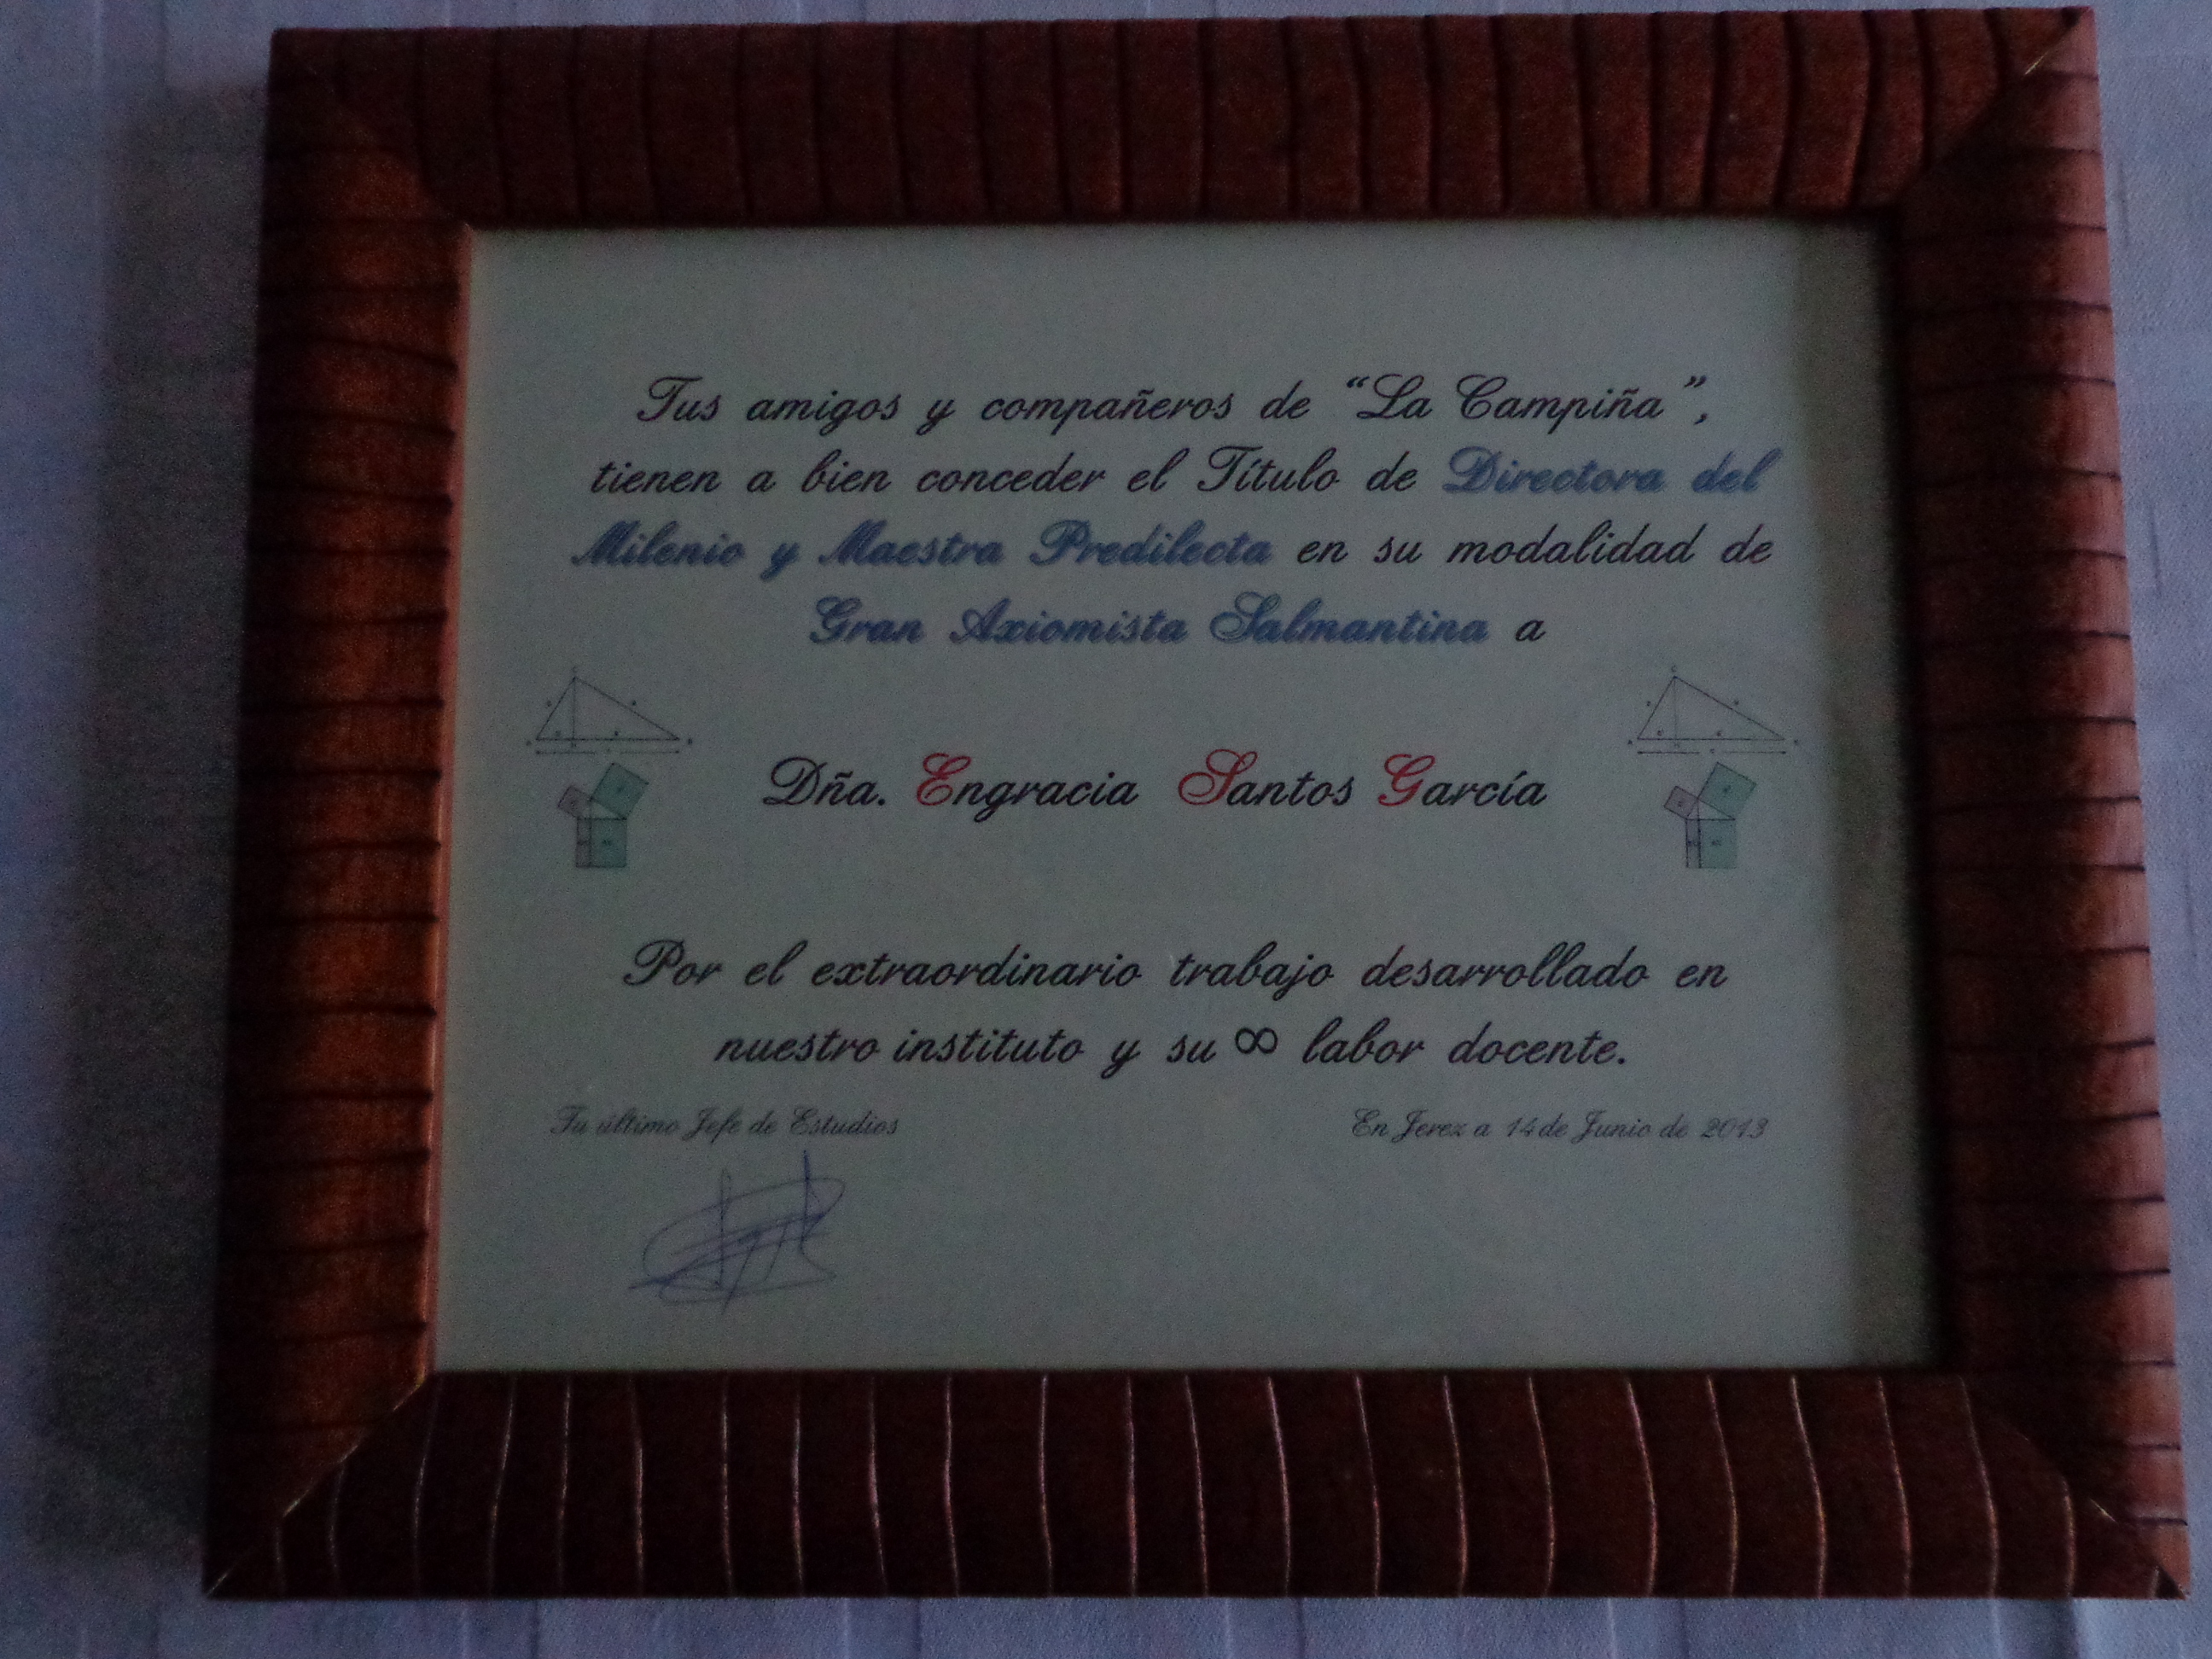 Tus amigos y compañeros de “La Campiña”,
tienen a bien conceder el Título de Directora del
Milenio y Maestra Predilecta en su modalidad de
Gran Axiomista Salmantina a
Dña. Engracia Santos García
Por el extraordinario trabajo desarrollado en
nuestro instituto y su ∞ labor docente.
Tu último Jefe de Estudios
En Jerez a 14 de Junio de 2013